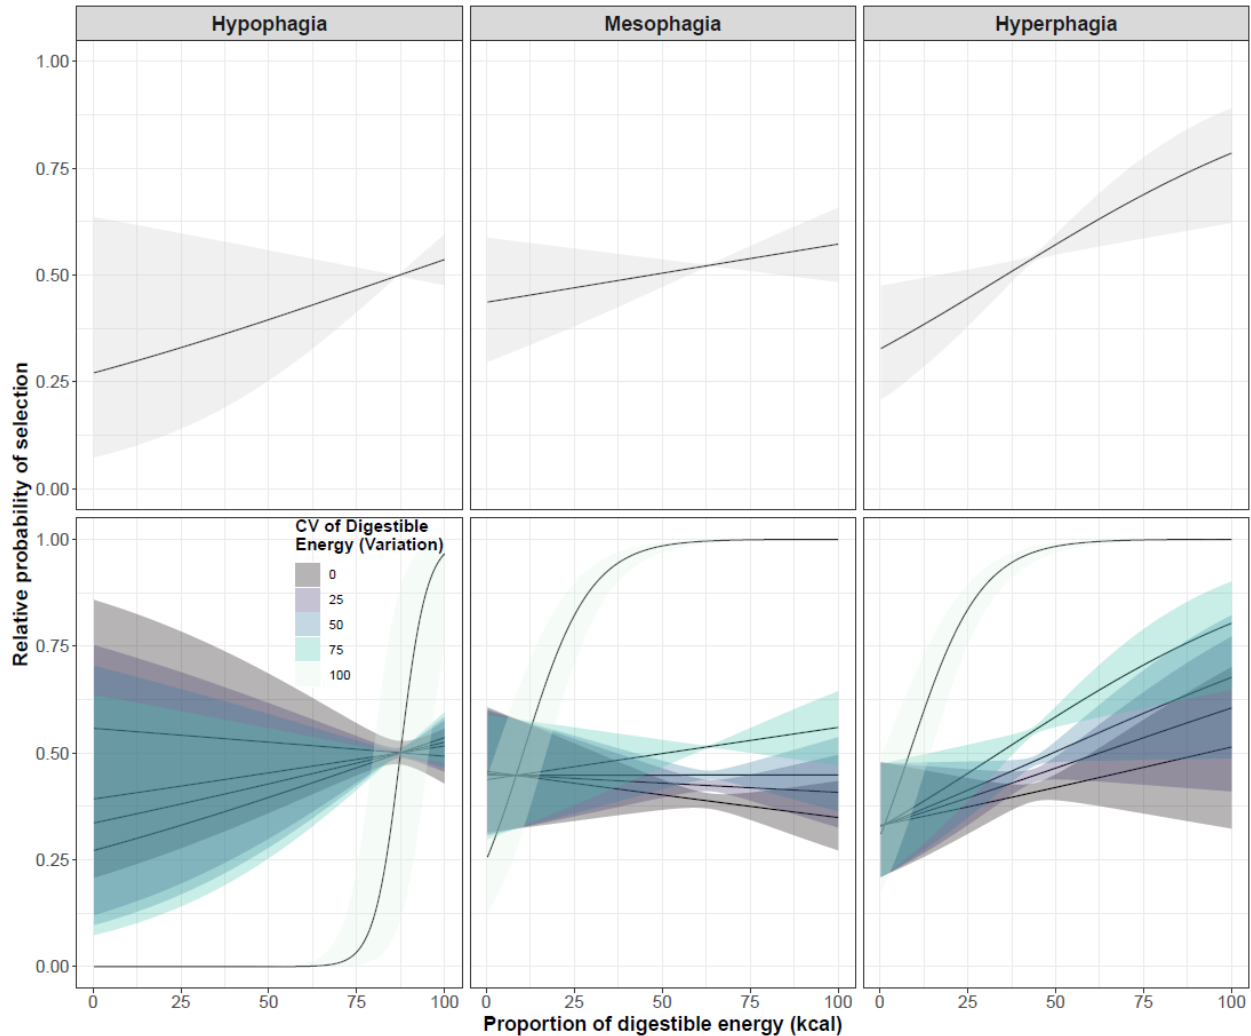 Hypophagia
Mesophagia
Hyperphagia
1.00
0.75
0.50
0.25
0.00
Relative probability of selection
CV of Digestible
Energy (Variation)
0
25
50
75
100
1.00
0.75
0.50
0.25
0.00
0 25 50 75 100
0 25 50 75 100
0 25 50 75 100
Proportion of digestible energy (kcal)